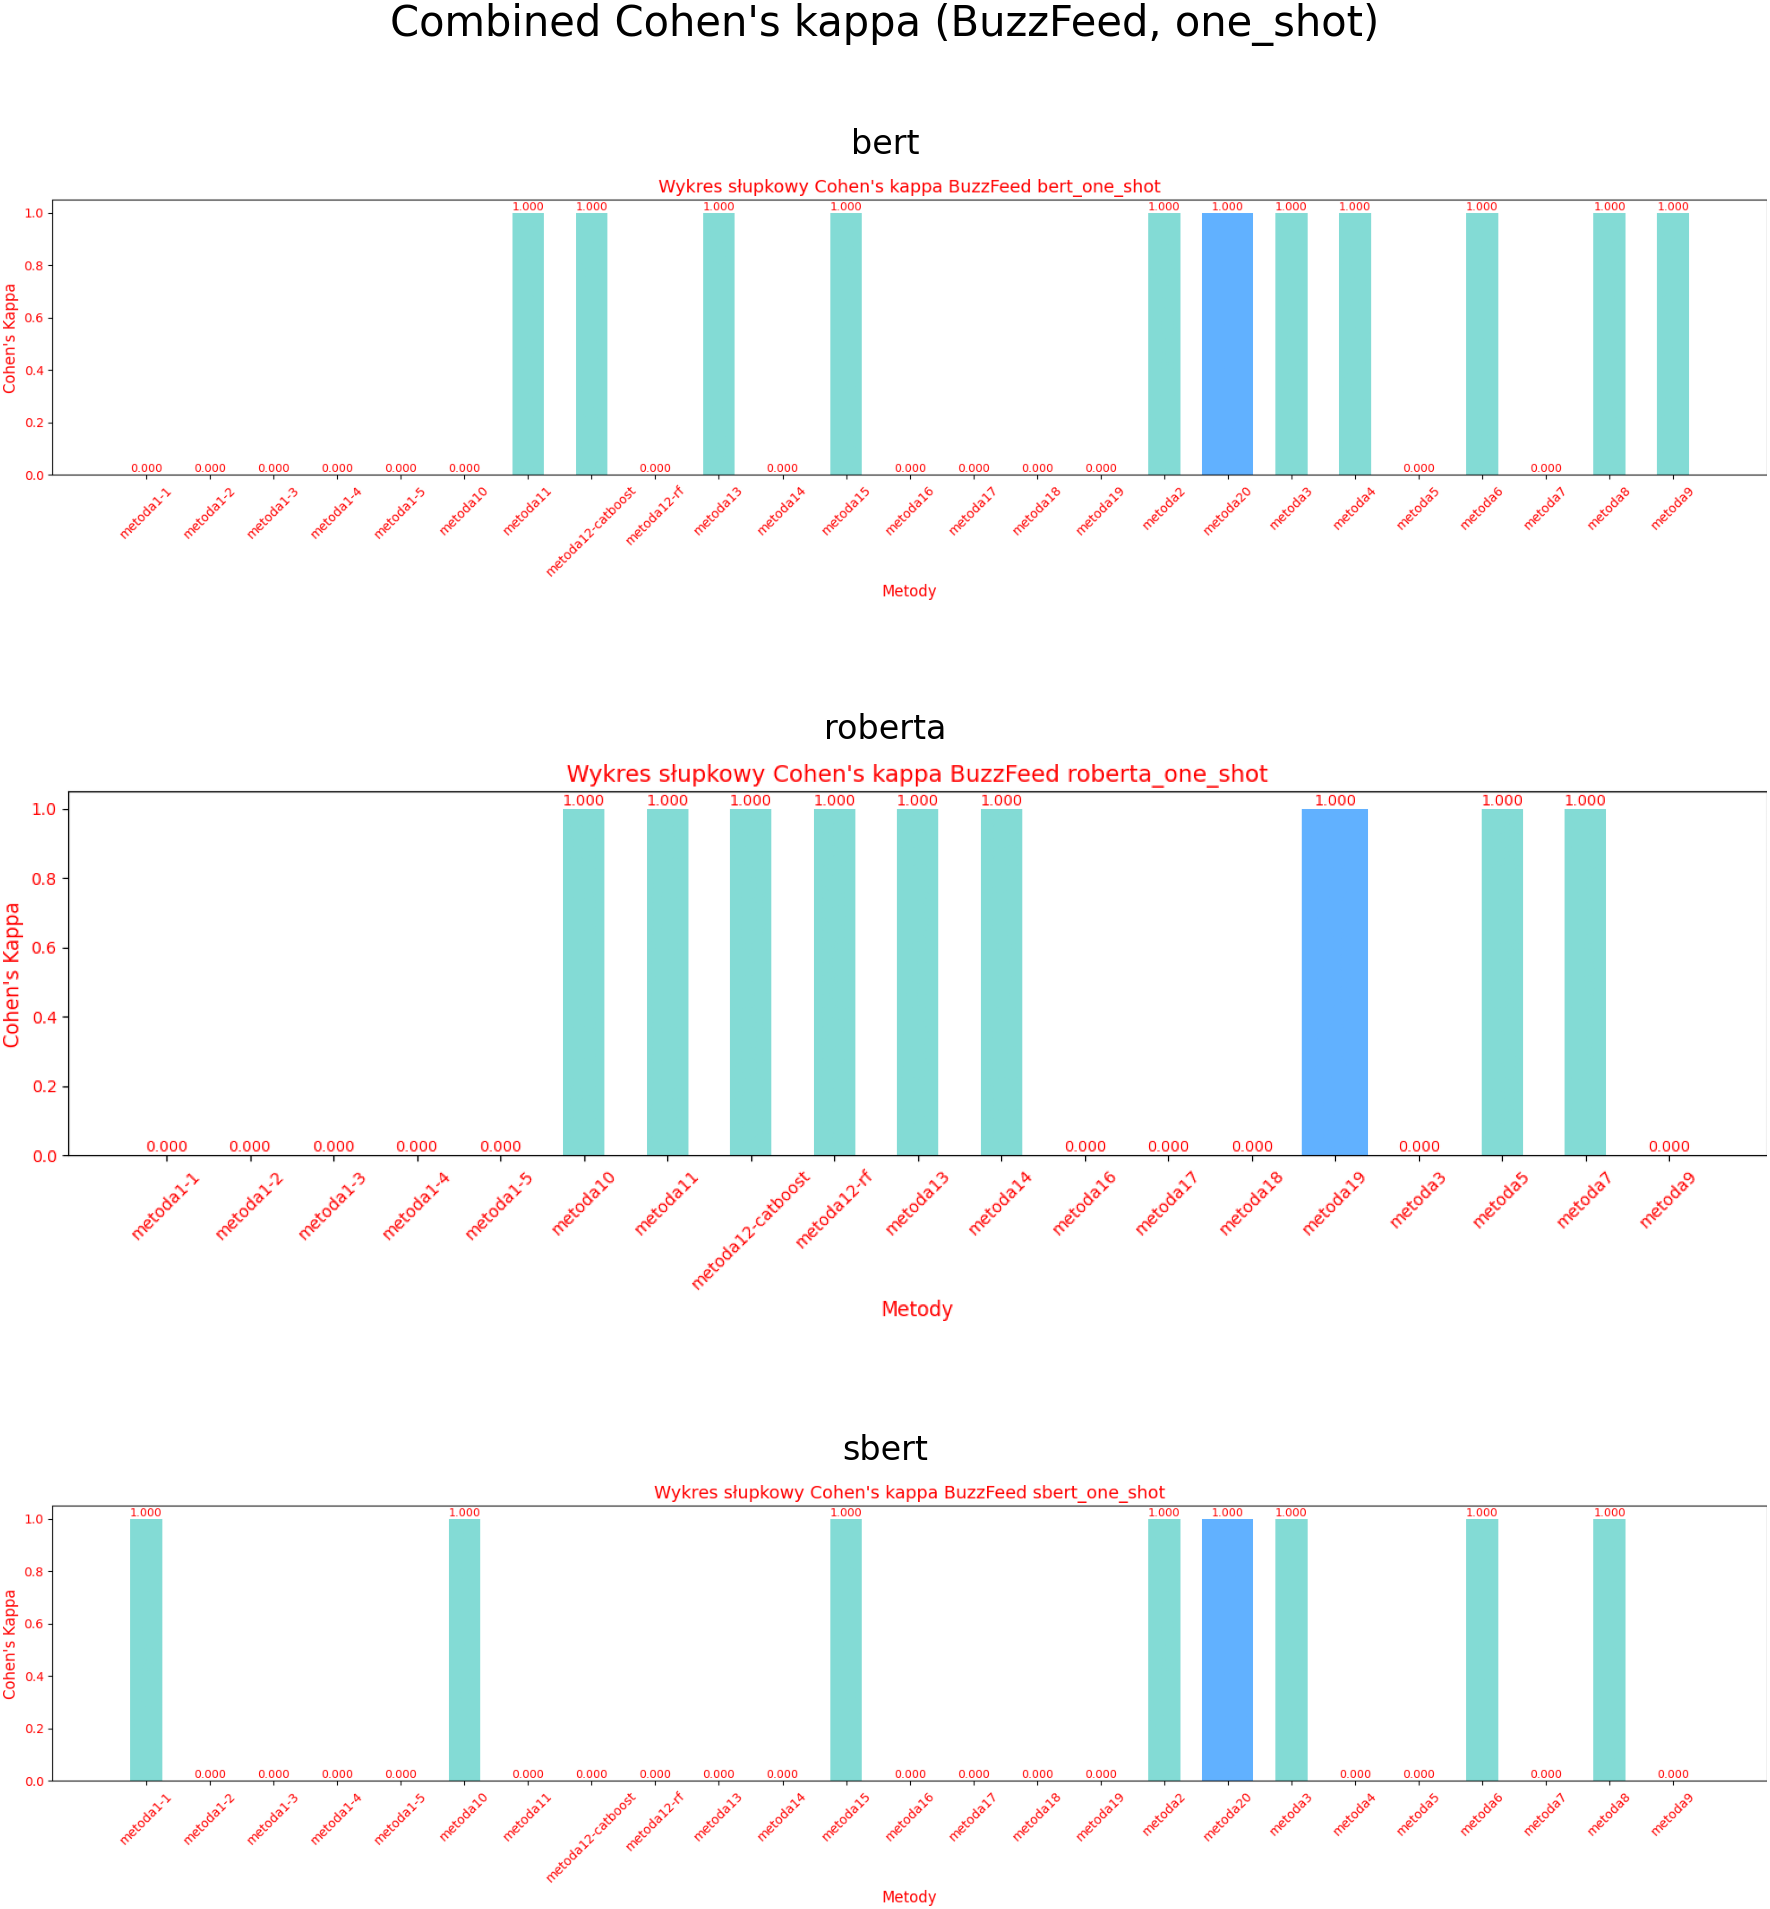 Combined Cohen's kappa (BuzzFeed, one_shot)
bert
Wykres słupkowy Cohen's kappa BuzzFeed bert_one_shot
1.000 1.000 1.000 1.000 1.000 1.000 1.000 1.000 1.000 1.000 1.000
1.0
0.8
0.6
0.4
0.2
0.0
Cohen's Kappa
0.000 0.000 0.000 0.000 0.000 0.000 0.000 0.000 0.000 0.000 0.000 0.000 0.000 0.000
metoda1-1 metoda1-2 metoda1-3 metoda1-4 metoda1-5 metoda10 metoda11 metoda12-catboost metoda12-rf metoda13 metoda14 metoda15 metoda16 metoda17 metoda18 metoda19 metoda2 metoda20 metoda3 metoda4 metoda5 metoda6 metoda7 metoda8 metoda9
Metody
roberta
Wykres słupkowy Cohen's kappa BuzzFeed roberta_one_shot
1.000 1.000 1.000 1.000 1.000 1.000 1.000 1.000 1.000
1.0
0.8
0.6
0.4
0.2
0.0
Cohen's Kappa
0.000 0.000 0.000 0.000 0.000 0.000 0.000 0.000 0.000 0.000
metoda1-1 metoda1-2 metoda1-3 metoda1-4 metoda1-5 metoda10 metoda11 metoda12-catboost metoda12-rf metoda13 metoda14 metoda16 metoda17 metoda18 metoda19 metoda3 metoda5 metoda7 metoda9
Metody
sbert
Wykres słupkowy Cohen's kappa BuzzFeed sbert_one_shot
1.000 1.000 1.000 1.000 1.000 1.000 1.000 1.000
1.0
0.8
0.6
0.4
0.2
0.0
Cohen's Kappa
0.000 0.000 0.000 0.000 0.000 0.000 0.000 0.000 0.000 0.000 0.000 0.000 0.000 0.000 0.000 0.000 0.000
metoda1-1 metoda1-2 metoda1-3 metoda1-4 metoda1-5 metoda10 metoda11 metoda12-catboost metoda12-rf metoda13 metoda14 metoda15 metoda16 metoda17 metoda18 metoda19 metoda2 metoda20 metoda3 metoda4 metoda5 metoda6 metoda7 metoda8 metoda9
Metody